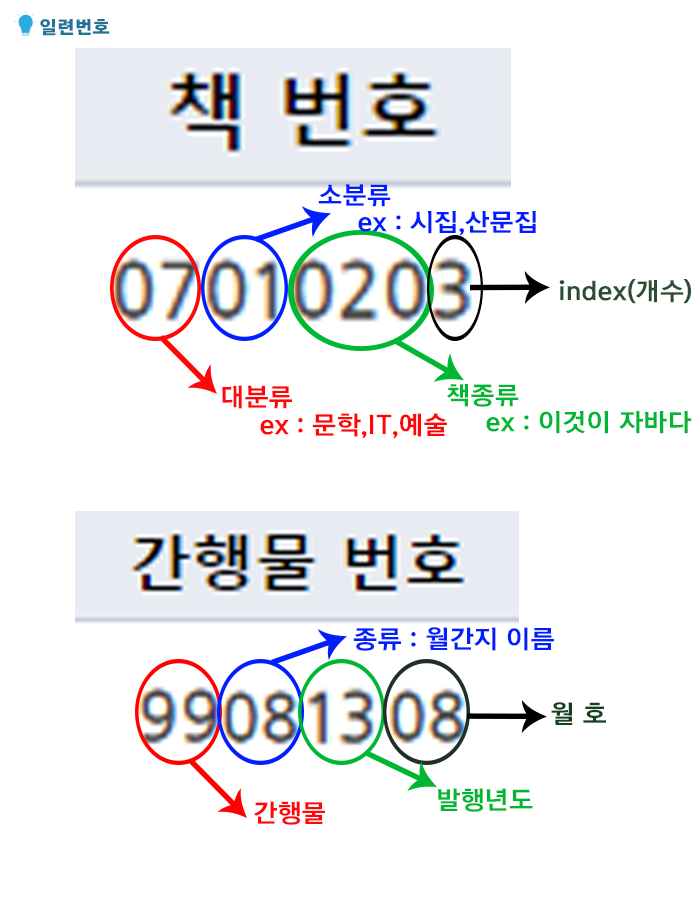 일련번호
책 번호
소분류
ex : 시집,산문집
07010203
index(개수)
대분류
ex : 문학,IT,예술
책종류
ex : 이것이 자바다
간행물 번호
종류 : 월간지 이름
99081308
월 호
간행물
발행년도